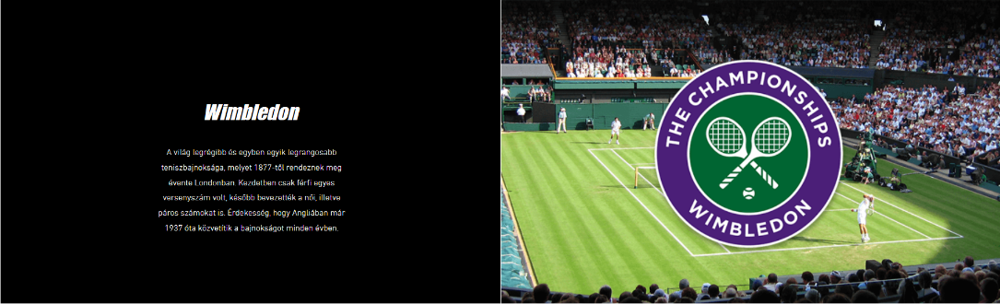 Wimbledon
A világ legrégibb és egyben egyik legrangosabb
teniszbajnoksága, melyet 1877-től rendeznek meg
évente Londonban. Kezdetben csak férfi egyes
versenyszám volt, később bevezették a női, illetve
páros számokat is. Érdekesség, hogy Angliában már
1937 óta közvetítik a bajnokságot minden évben.
THE CHAMPIONSHIPS
WIMBLEDON